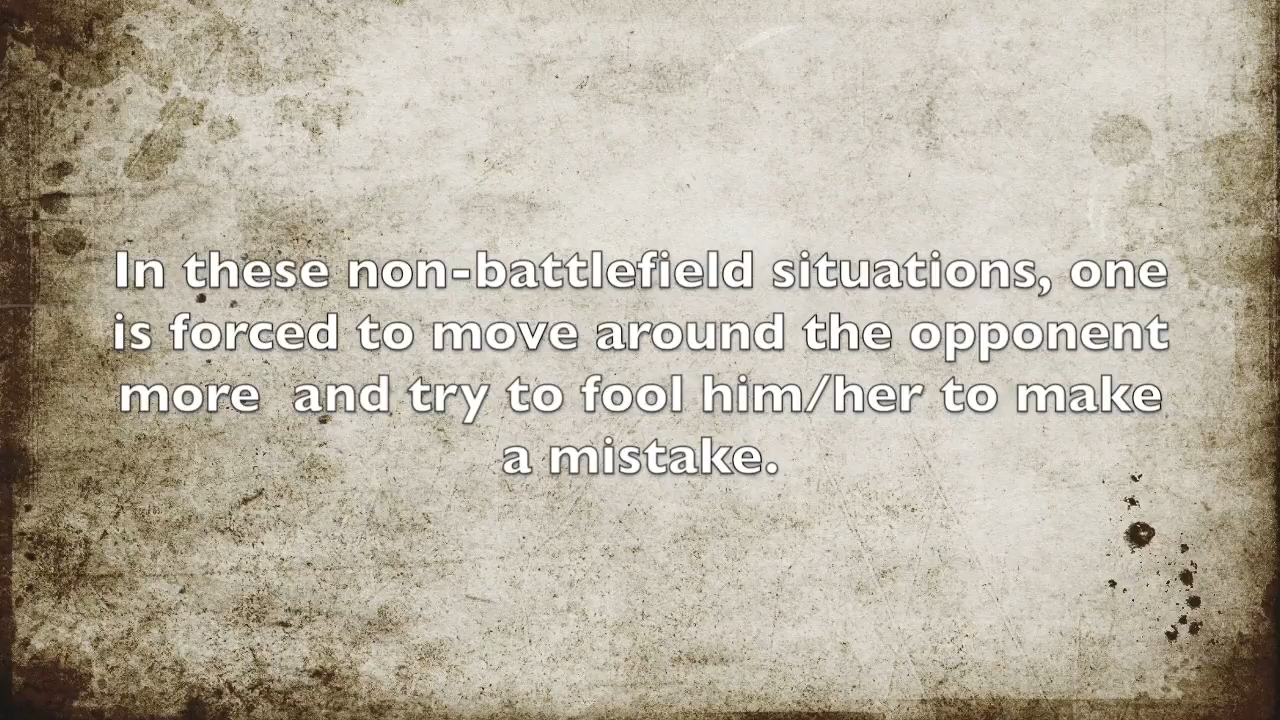 In these non-battlefield situations, one
is forced to move around the opponent
more  and try to fool him/her to make
a mistake.